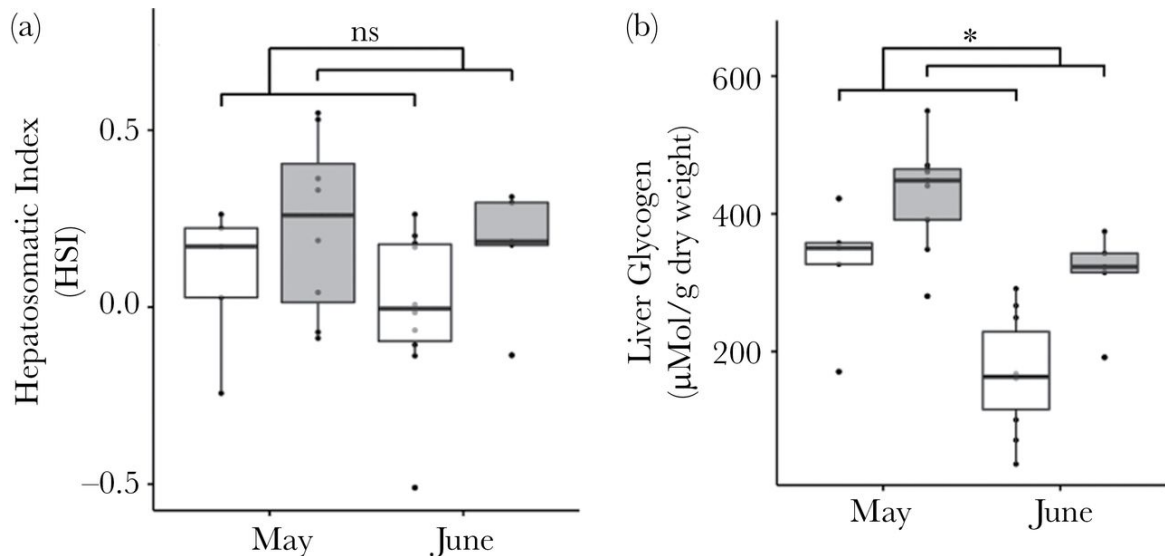 (a)
ns
Hepatosomatic Index
(HSI)
0.5
0.0
–0.5
May
June
(b)
*
Liver Glycogen
(µMol/g dry weight)
600
400
200
May
June